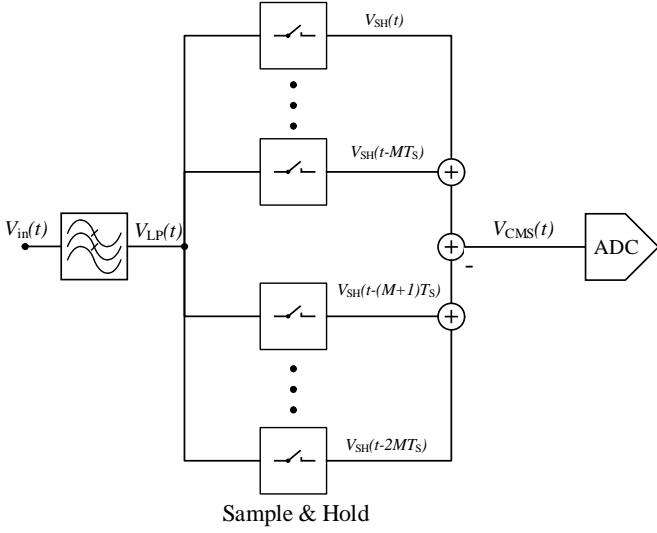 V_SH(t)
V_SH(t-MT_S)
V_in(t)
V_LP(t)
V_CMS(t)
ADC
-
V_SH(t-(M+1)T_S)
V_SH(t-2MT_S)
Sample & Hold